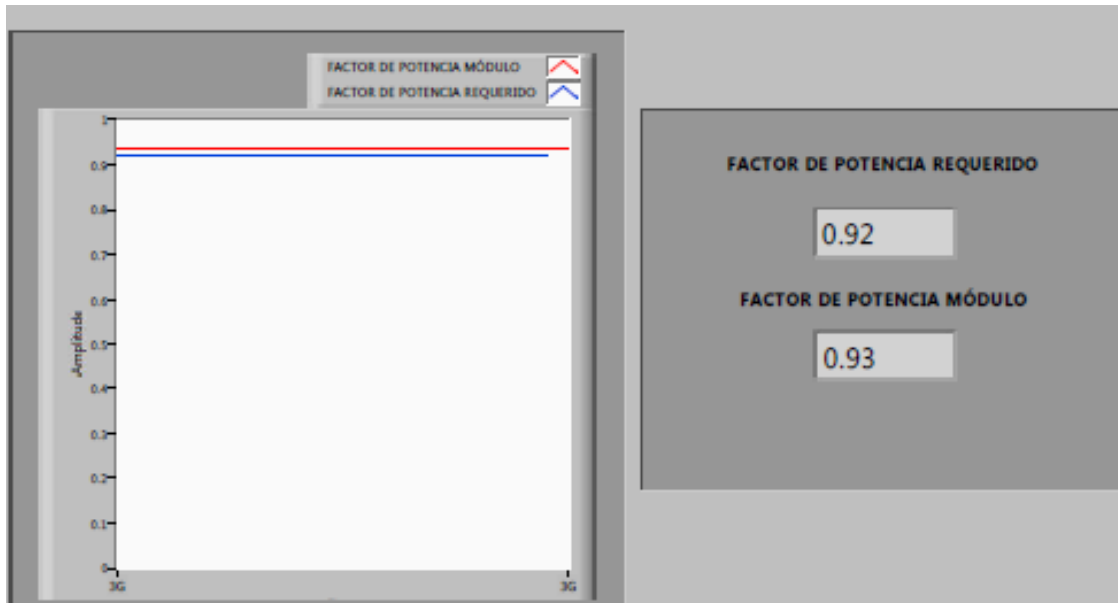 FACTOR DE POTENCIA MÓDULO
FACTOR DE POTENCIA REQUERIDO
1
0.9
0.8
0.7
0.6
0.5
0.4
0.3
0.2
0.1
0
Amplitude
3G
3G
FACTOR DE POTENCIA REQUERIDO
0.92
FACTOR DE POTENCIA MÓDULO
0.93